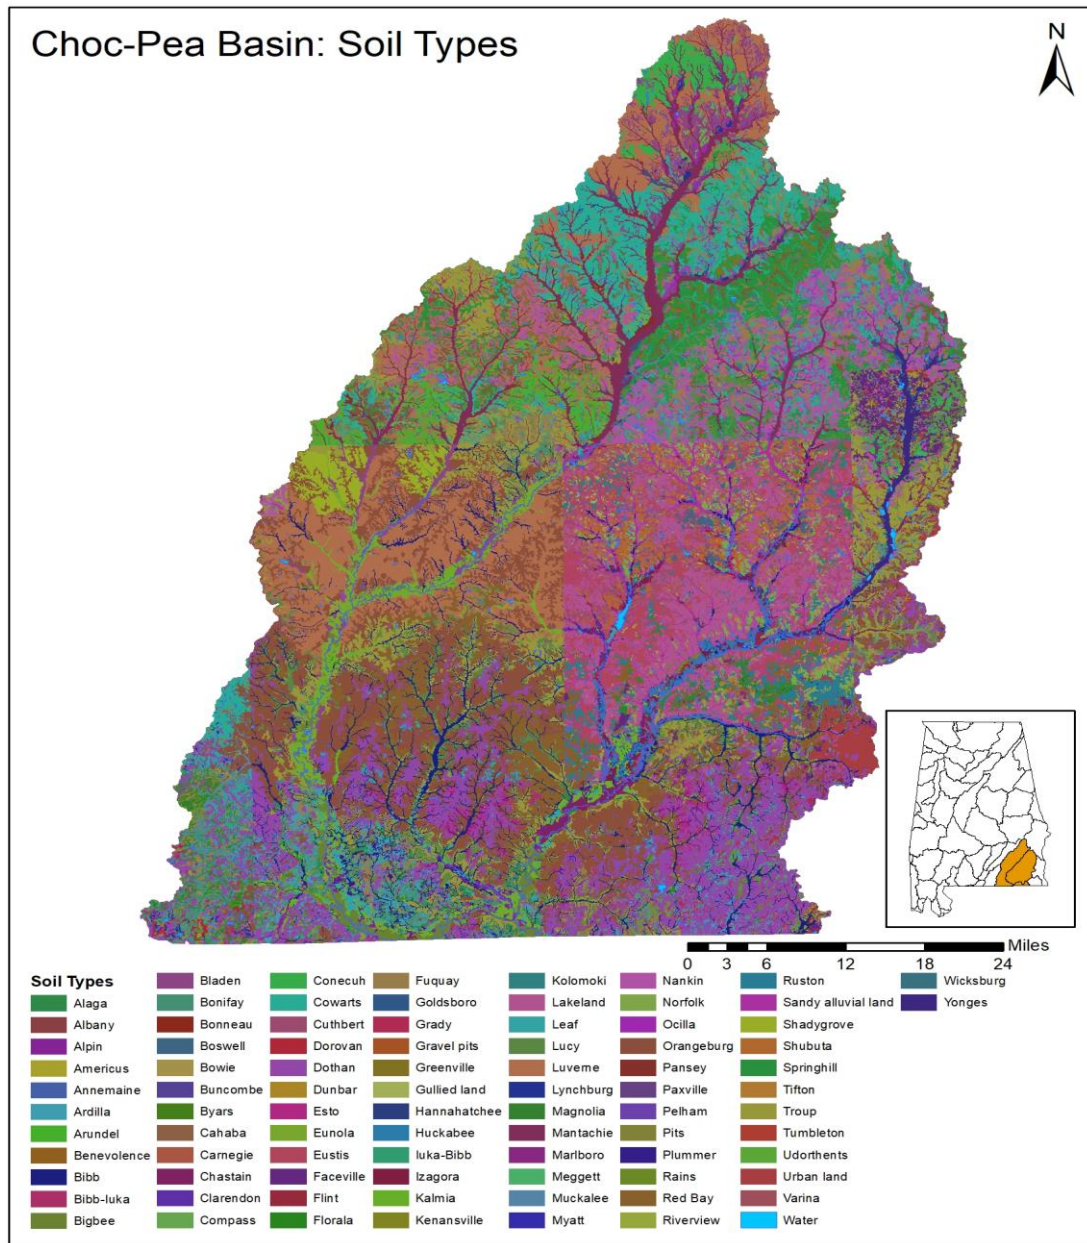 Choc-Pea Basin: Soil Types
N
Miles
0 3 6 12 18 24
Soil Types
Alaga
Albany
Alpin
Americus
Annemaine
Ardilla
Arundel
Benevolence
Bibb
Bibb-Iuka
Bigbee
Bladen
Bonifay
Bonneau
Boswell
Bowie
Buncombe
Byars
Cahaba
Carnegie
Chastain
Clarendon
Compass
Conecuh
Cowarts
Cuthbert
Dorovan
Dothan
Dunbar
Esto
Eunola
Eustis
Faceville
Flint
Florala
Fuquay
Goldsboro
Grady
Gravel pits
Greenville
Gullied land
Hannahatchee
Huckabee
Iuka-Bibb
Izagora
Kalmia
Kenansville
Kolomoki
Lakeland
Leaf
Lucy
Luverne
Lynchburg
Magnolia
Mantachie
Marlboro
Meggett
Muckalee
Myatt
Nankin
Norfolk
Ocilla
Orangeburg
Pansey
Paxville
Pelham
Pits
Plummer
Rains
Red Bay
Riverview
Ruston
Sandy alluvial land
Shadygrove
Shubuta
Springhill
Tifton
Troup
Tumbleton
Udorthents
Urban land
Varina
Water
Wicksburg
Yonges